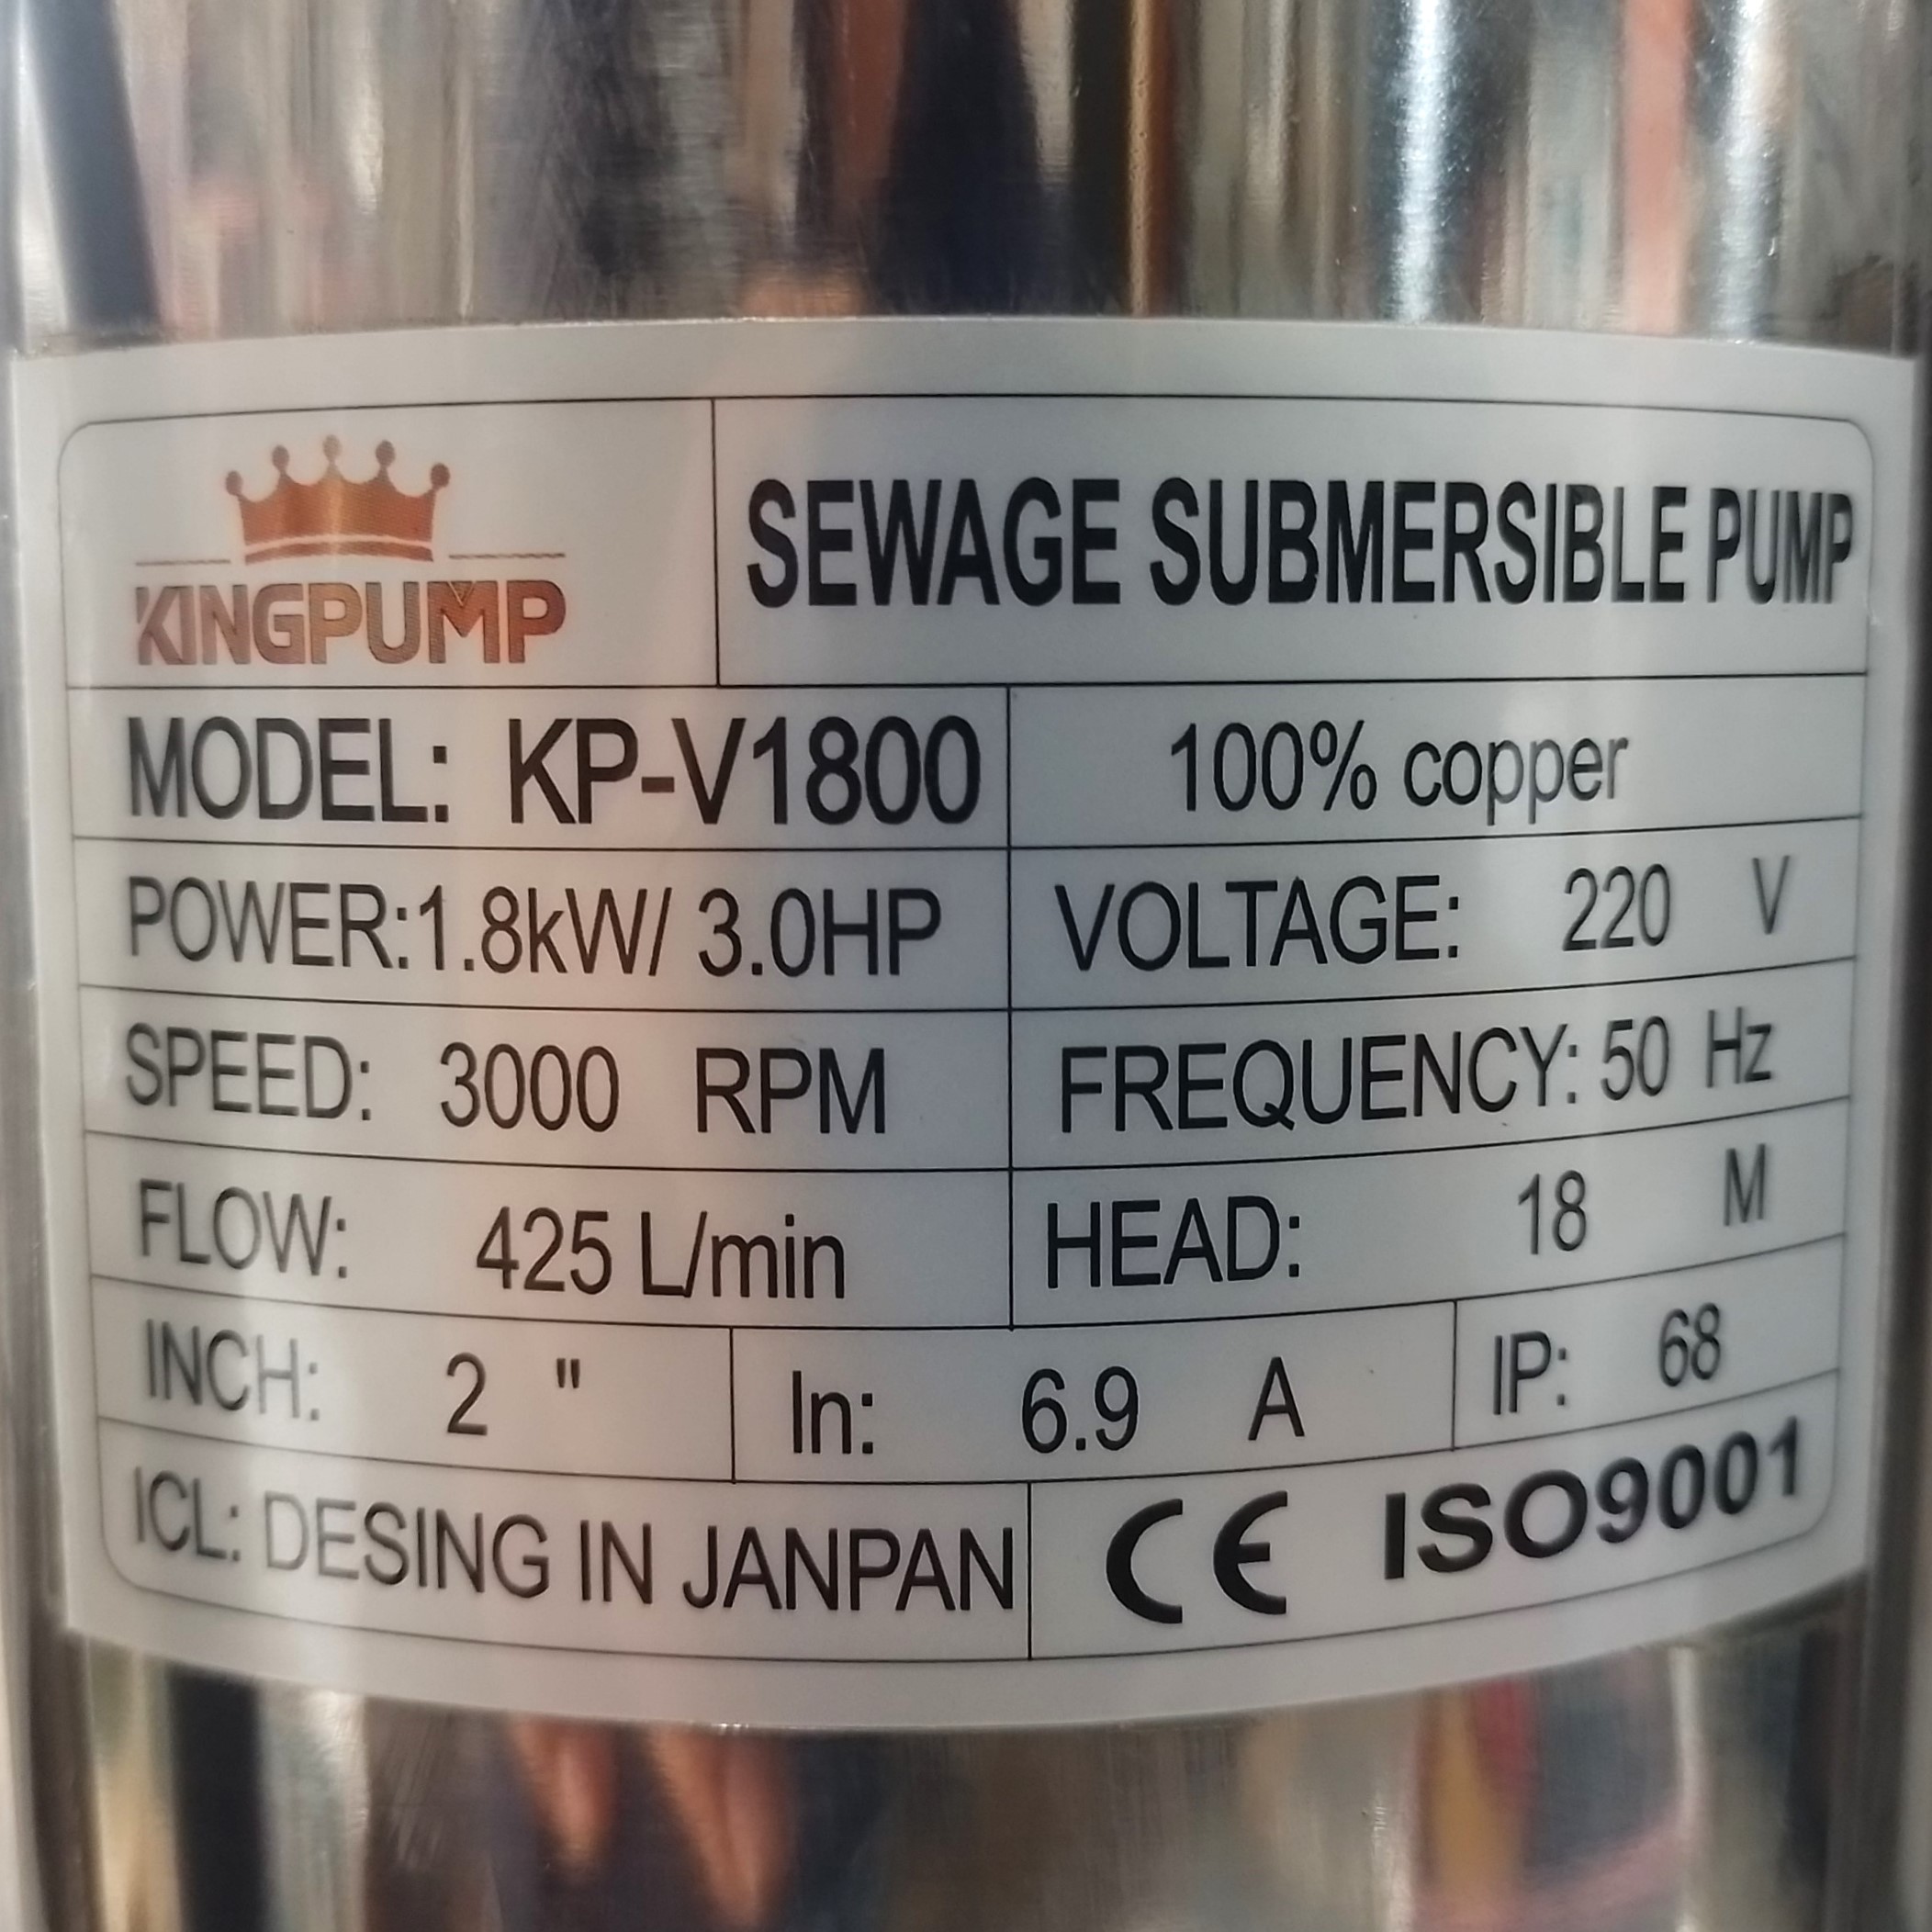 KINGPUMP
SEWAGE SUBMERSIBLE PUMP
MODEL: KP-V1800
100% copper
POWER:1.8kW/ 3.0HP
VOLTAGE: 220 V
SPEED: 3000 RPM
FREQUENCY: 50 Hz
FLOW: 425 L/min
HEAD: 18 M
INCH: 2 "
In: 6.9 A
IP: 68
ICL: DESING IN JANPAN
CE ISO9001